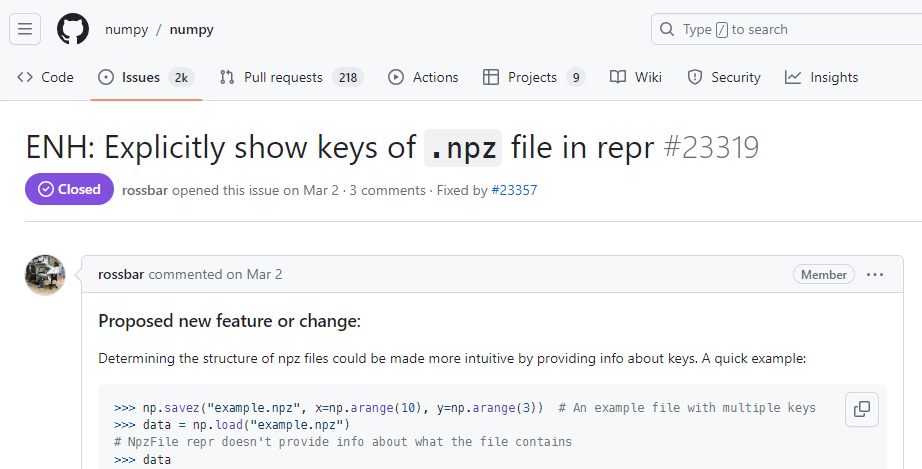 numpy / numpy
Type / to search
Code Issues 2k Pull requests 218 Actions Projects 9 Wiki Security Insights
ENH: Explicitly show keys of .npz file in repr #23319
Closed rossbar opened this issue on Mar 2 · 3 comments · Fixed by #23357
rossbar commented on Mar 2 Member ...
Proposed new feature or change:
Determining the structure of npz files could be made more intuitive by providing info about keys. A quick example:
>>> np.savez("example.npz", x=np.arange(10), y=np.arange(3))  # An example file with multiple keys
>>> data = np.load("example.npz")
# NpzFile repr doesn't provide info about what the file contains
>>> data